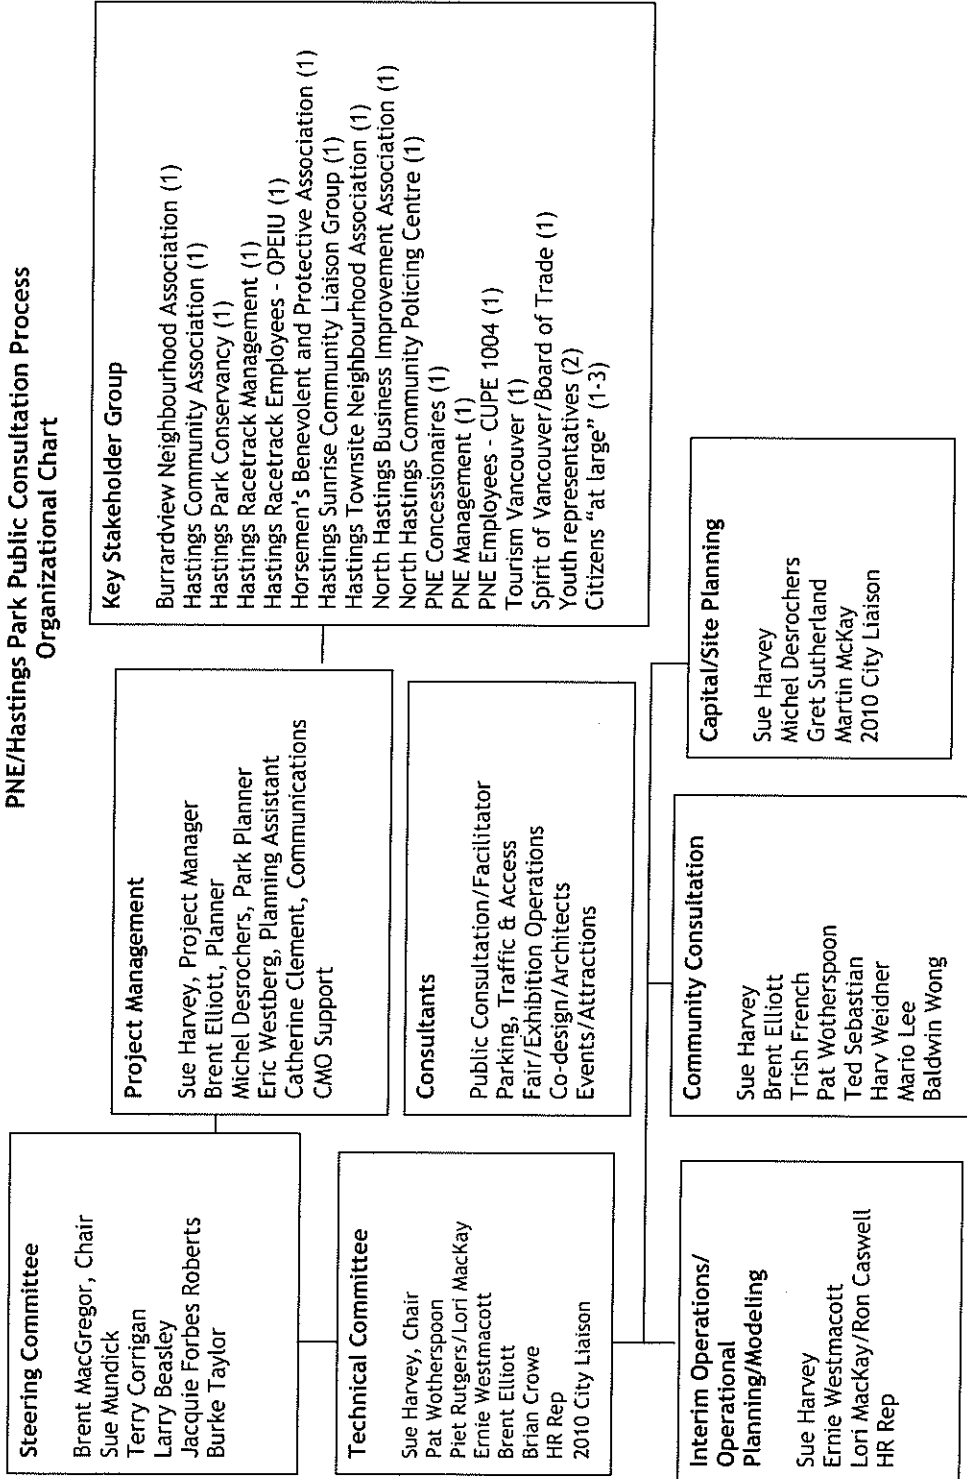 PNE/Hastings Park Public Consultation Process
Organizational Chart
Steering Committee
Brent MacGregor, Chair
Sue Mundick
Terry Corrigan
Larry Beasley
Jacquie Forbes Roberts
Burke Taylor
Project Management
Sue Harvey, Project Manager
Brent Elliott, Planner
Michel Desrochers, Park Planner
Eric Westberg, Planning Assistant
Catherine Clement, Communications
CMO Support
Key Stakeholder Group
Burrardview Neighbourhood Association (1)
Hastings Community Association (1)
Hastings Park Conservancy (1)
Hastings Racetrack Management (1)
Hastings Racetrack Employees - OPEIU (1)
Horsemen's Benevolent and Protective Association (1)
Hastings Sunrise Community Liaison Group (1)
Hastings Townsite Neighbourhood Association (1)
North Hastings Business Improvement Association (1)
North Hastings Community Policing Centre (1)
PNE Concessionaires (1)
PNE Management (1)
PNE Employees - CUPE 1004 (1)
Tourism Vancouver (1)
Spirit of Vancouver/Board of Trade (1)
Youth representatives (2)
Citizens "at large" (1-3)
Technical Committee
Sue Harvey, Chair
Pat Wotherspoon
Piet Rutgers/Lori MacKay
Ernie Westmacott
Brent Elliott
Brian Crowe
HR Rep
2010 City Liaison
Consultants
Public Consultation/Facilitator
Parking, Traffic & Access
Fair/Exhibition Operations
Co-design/Architects
Events/Attractions
Interim Operations/
Operational
Planning/Modeling
Sue Harvey
Ernie Westmacott
Lori MacKay/Ron Caswell
HR Rep
Community Consultation
Sue Harvey
Brent Elliott
Trish French
Pat Wotherspoon
Ted Sebastian
Harv Weidner
Mario Lee
Baldwin Wong
Capital/Site Planning
Sue Harvey
Michel Desrochers
Gret Sutherland
Martin McKay
2010 City Liaison